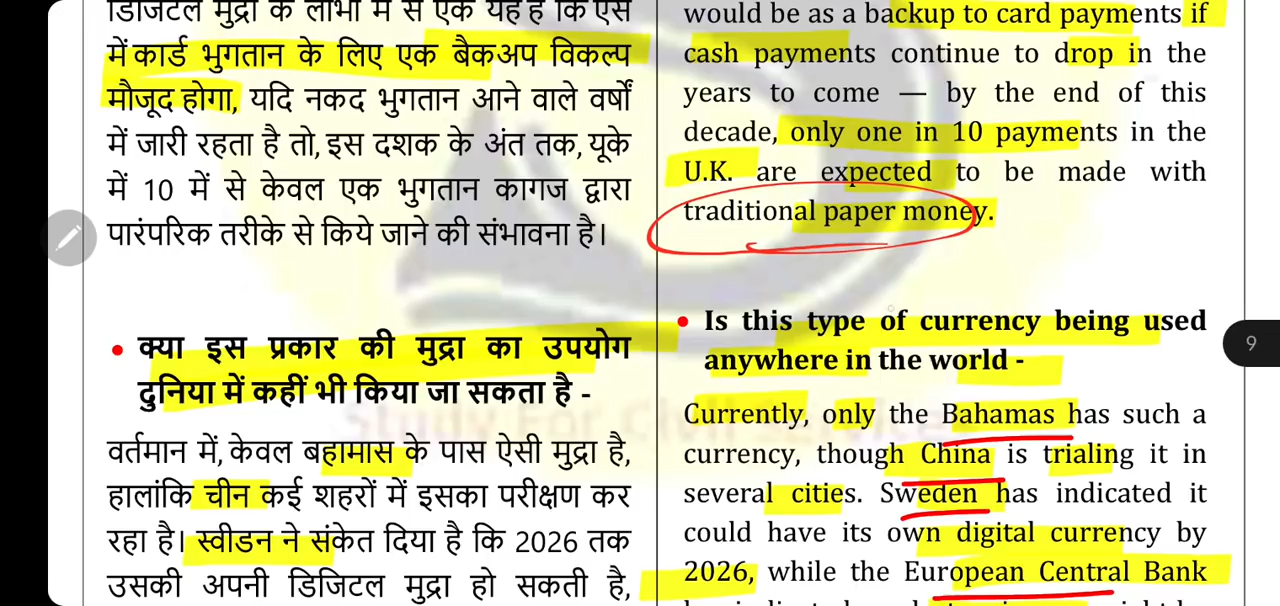 डिजिटल मुद्रा के लाभों में से एक यह है कि ऐसे
में कार्ड भुगतान के लिए एक बैकअप विकल्प
मौजूद होगा, यदि नकद भुगतान आने वाले वर्षों
में जारी रहता है तो, इस दशक के अंत तक, यूके
में 10 में से केवल एक भुगतान कागज द्वारा
पारंपरिक तरीके से किये जाने की संभावना है।
• क्या इस प्रकार की मुद्रा का उपयोग
दुनिया में कहीं भी किया जा सकता है -
वर्तमान में, केवल बहामास के पास ऐसी मुद्रा है,
हालांकि चीन कई शहरों में इसका परीक्षण कर
रहा है। स्वीडन ने संकेत दिया है कि 2026 तक
उसकी अपनी डिजिटल मुद्रा हो सकती है,
would be as a backup to card payments if
cash payments continue to drop in the
years to come — by the end of this
decade, only one in 10 payments in the
U.K. are expected to be made with
traditional paper money.
• Is this type of currency being used
anywhere in the world -
Currently, only the Bahamas has such a
currency, though China is trialing it in
several cities. Sweden has indicated it
could have its own digital currency by
2026, while the European Central Bank
9
Study For Civil Services